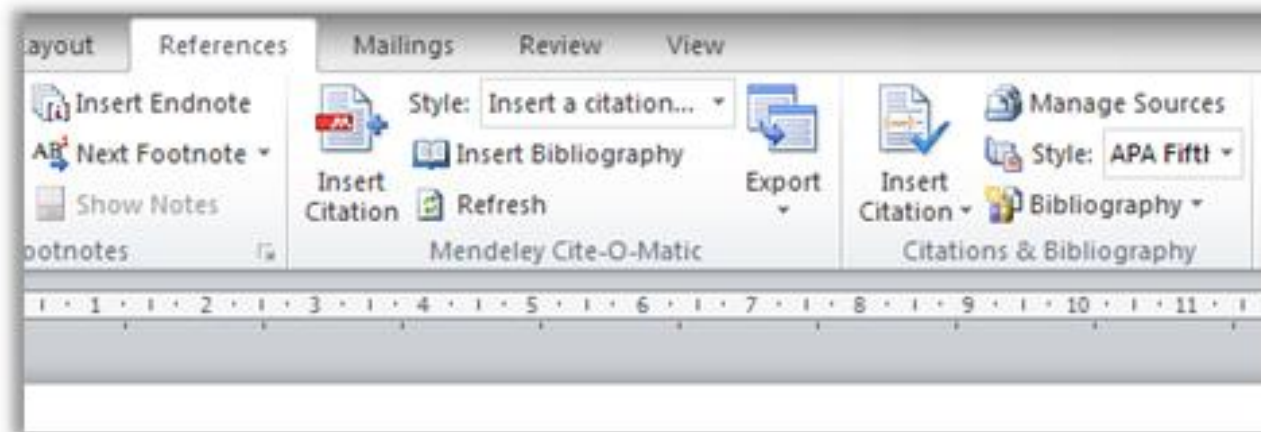 ayout References Mailings Review View
Insert Endnote
AB¹ Next Footnote
Show Notes
ootnotes
Insert Citation
Style: Insert a citation...
Insert Bibliography
Refresh
Export
Mendeley Cite-O-Matic
Insert Citation
Manage Sources
Style: APA Fifth
Bibliography
Citations & Bibliography
1 2 3 4 5 6 7 8 9 10 11